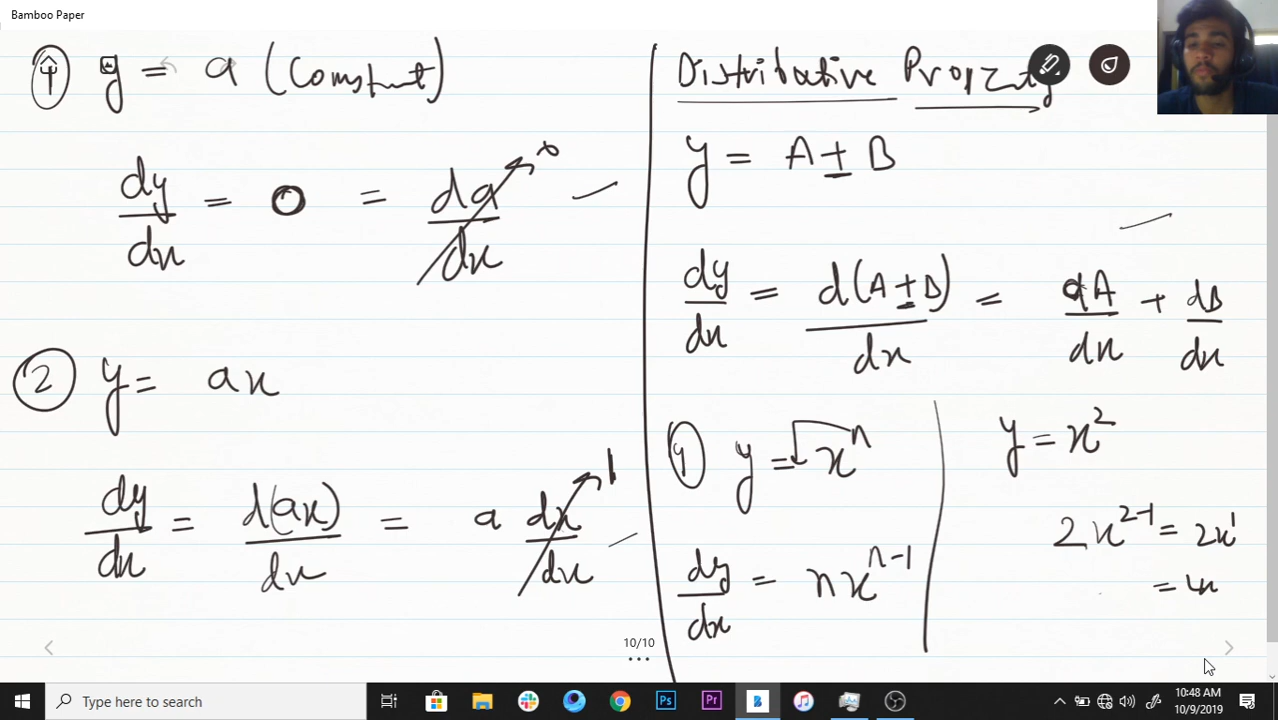 Bamboo Paper
① y = a (Constant)
dy/dx = 0 = da/dx → 0
② y = ax
dy/dx = d(ax)/dx = a dx/dx → 1
Distributive Property
y = A ± B
dy/dx = d(A ± B)/dx = dA/dx + dB/dx
y = xⁿ
dy/dx = nxⁿ⁻¹
y = x²
2x²⁻¹ = 2x¹
10/10
Type here to search
10:48 AM
10/9/2019